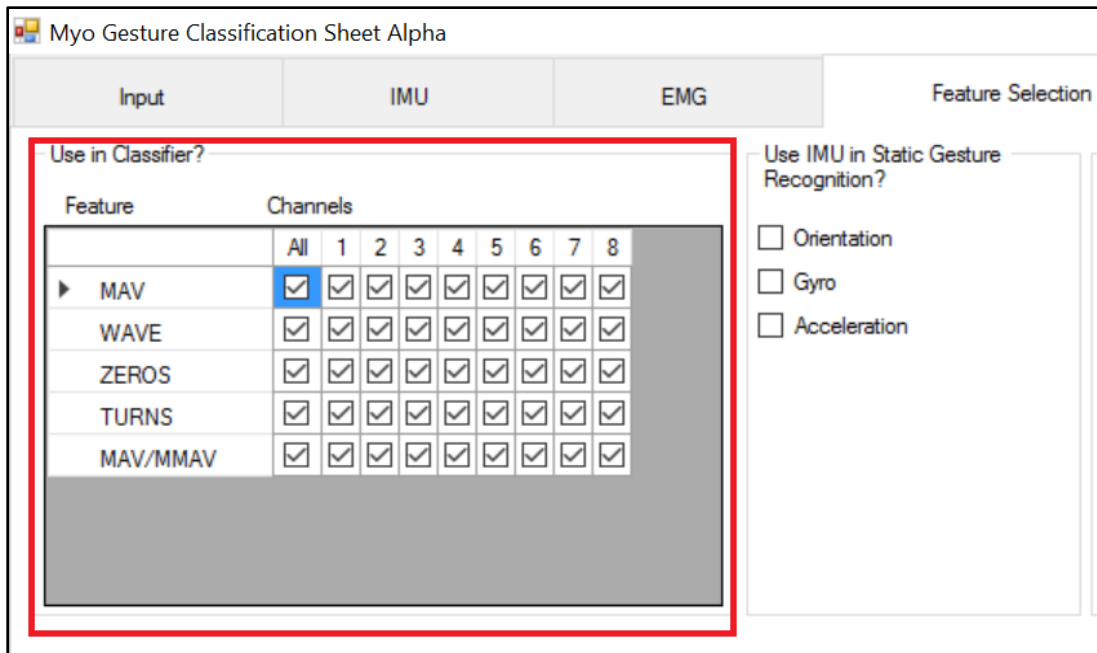 Myo Gesture Classification Sheet Alpha
Input IMU EMG Feature Selection
Use in Classifier?
Feature Channels
All 1 2 3 4 5 6 7 8
MAV
WAVE
ZEROS
TURNS
MAV/MMAV
Use IMU in Static Gesture
Recognition?
Orientation
Gyro
Acceleration